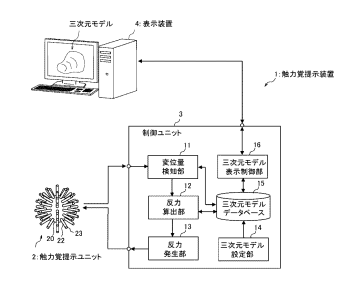 三次元モデル
4:表示装置
1:触力覚提示装置
3
制御ユニット
11
変位量
検知部
16
三次元モデル
表示制御部
12
反力
算出部
15
三次元モデル
データベース
13
反力
発生部
14
三次元モデル
設定部
20
22
23
2:触力覚提示ユニット